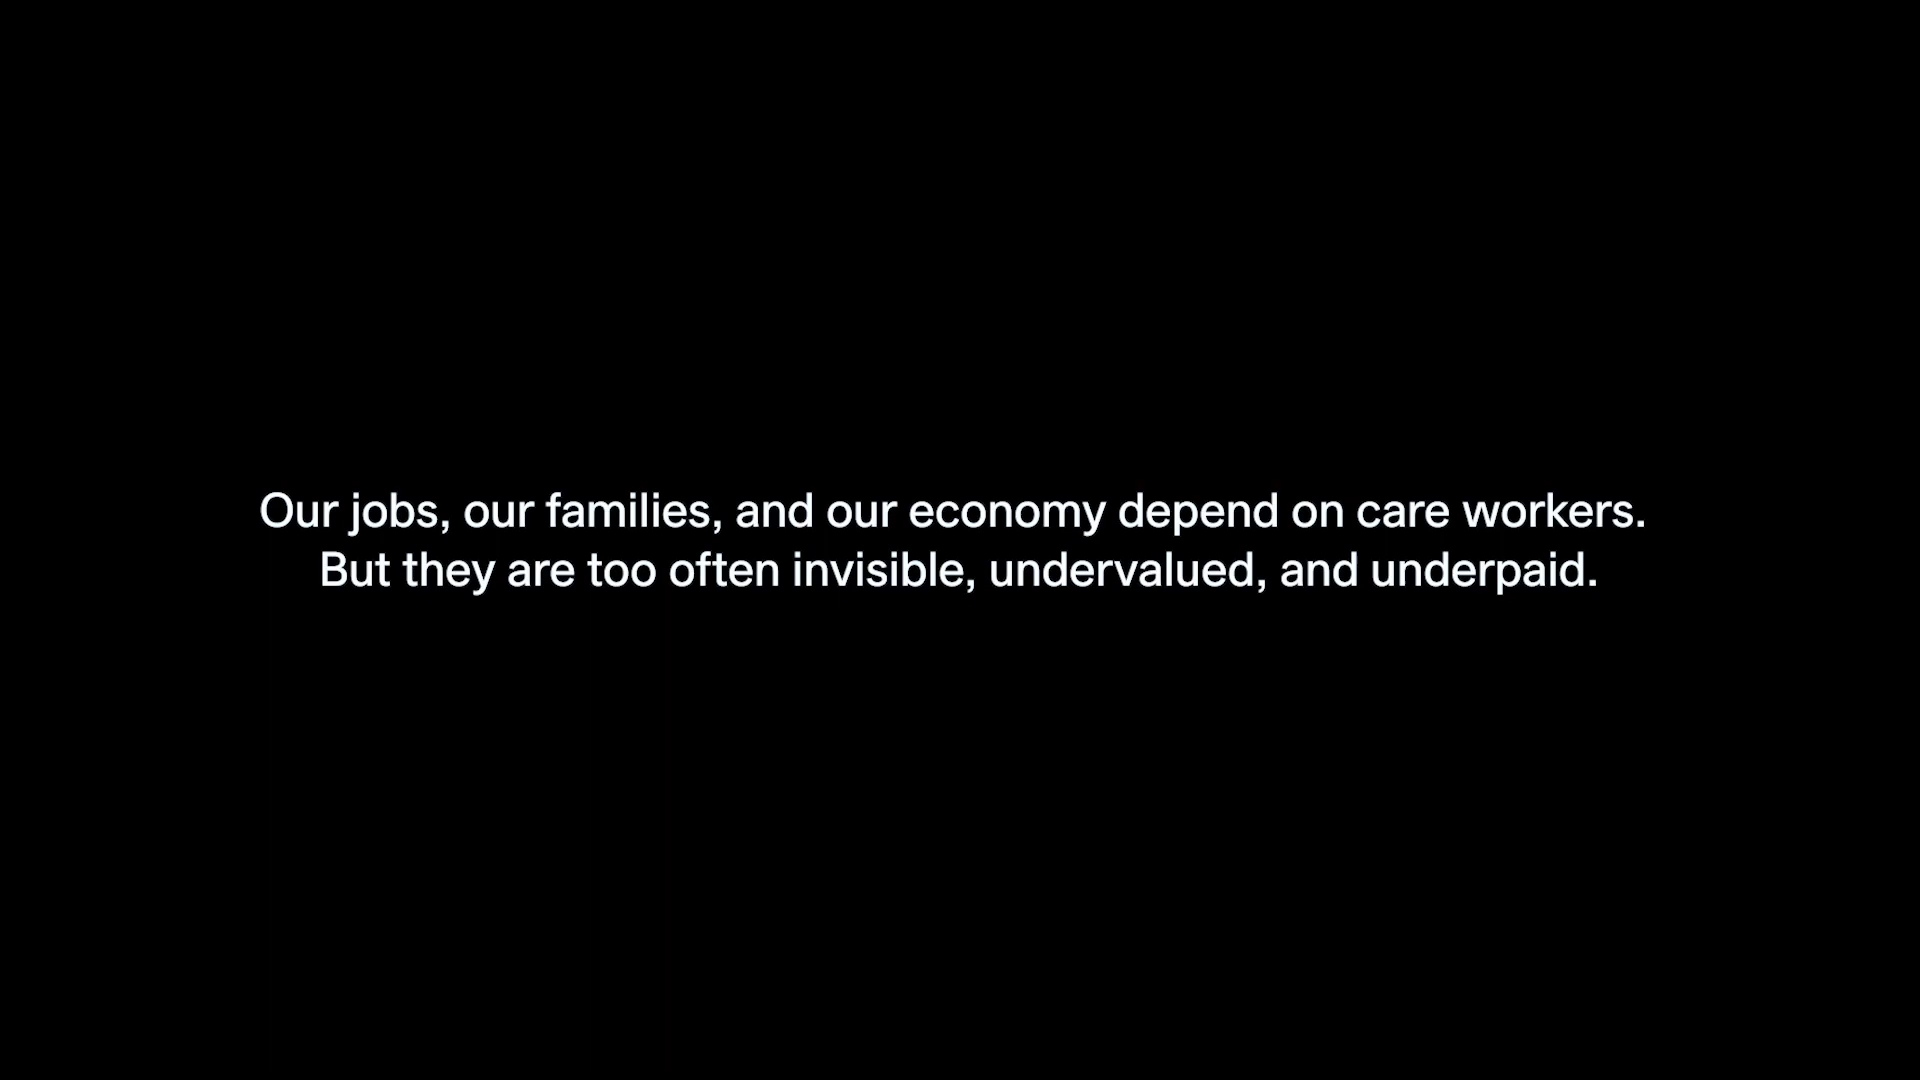 Our jobs, our families, and our economy depend on care workers.
But they are too often invisible, undervalued, and underpaid.